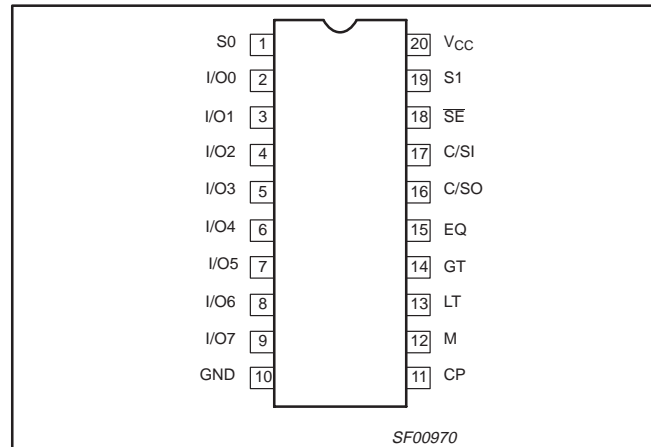 S0 1 20 VCC
I/O0 2 19 S1
I/O1 3 18 S̅E̅
I/O2 4 17 C/SI
I/O3 5 16 C/SO
I/O4 6 15 EQ
I/O5 7 14 GT
I/O6 8 13 LT
I/O7 9 12 M
GND 10 11 CP
SF00970